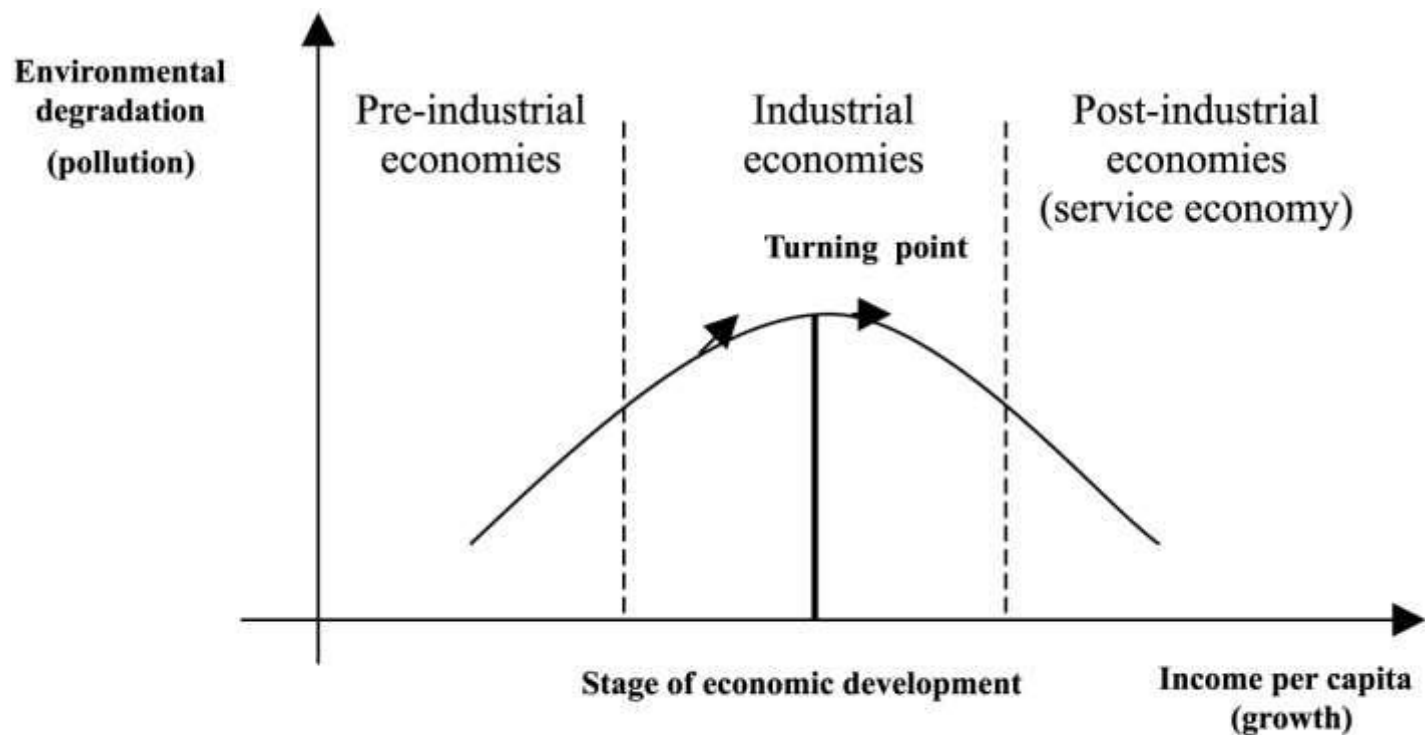 Environmental
degradation
(pollution)
Pre-industrial
economies
Industrial
economies
Post-industrial
economies
(service economy)
Turning point
Stage of economic development
Income per capita
(growth)